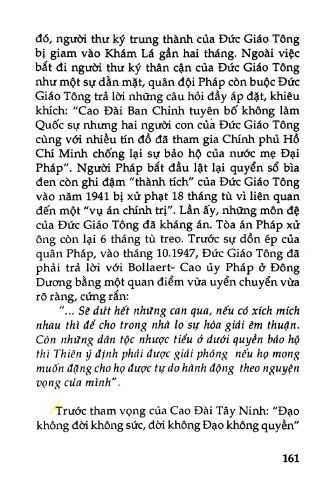 đó, người thư ký trung thành của Đức Giáo Tông
bị giam vào Khám Lá gần hai tháng. Ngoài việc
bắt đi người thư ký thân cận của Đức Giáo Tông
như một sự dằn mặt, quân đội Pháp còn buộc Đức
Giáo Tông trả lời những câu hỏi đầy áp đặt, khiêu
khích: "Cao Đài Ban Chỉnh tuyên bố không làm
Quốc sự nhưng hai người con của Đức Giáo Tông
cùng với nhiều tín đồ đã tham gia Chính phủ Hồ
Chí Minh chống lại sự bảo hộ của nước mẹ Đại
Pháp". Người Pháp bắt đầu lật lại quyển sổ bìa
đen còn ghi đậm "thành tích" của Đức Giáo Tông
vào năm 1941 bị xử phạt 18 tháng tù vì liên quan
đến một "vụ án chính trị". Lần ấy, những môn đệ
của Đức Giáo Tông đã kháng án. Tòa án Pháp xử
ông còn lại 6 tháng tù treo. Trước sự dồn ép của
quân Pháp, vào tháng 10.1947, Đức Giáo Tông đã
phải trả lời với Bollaert- Cao ủy Pháp ở Đông
Dương bằng một quan điểm vừa uyển chuyển vừa
rõ ràng, cứng rắn:
"... Sẽ dứt hết những can qua, nếu có xích mích
nhau thì để cho trong nhà lo sự hòa giải êm thuận.
Còn những dân tộc nhược tiểu ở dưới quyền bảo hộ
thì Thiên ý định phải được giải phóng nếu họ mong
muốn đặng cho họ được tự do hành động theo nguyện
vọng của mình".
Trước tham vọng của Cao Đài Tây Ninh: "Đạo
không đời không sức, đời không Đạo không quyền"
161